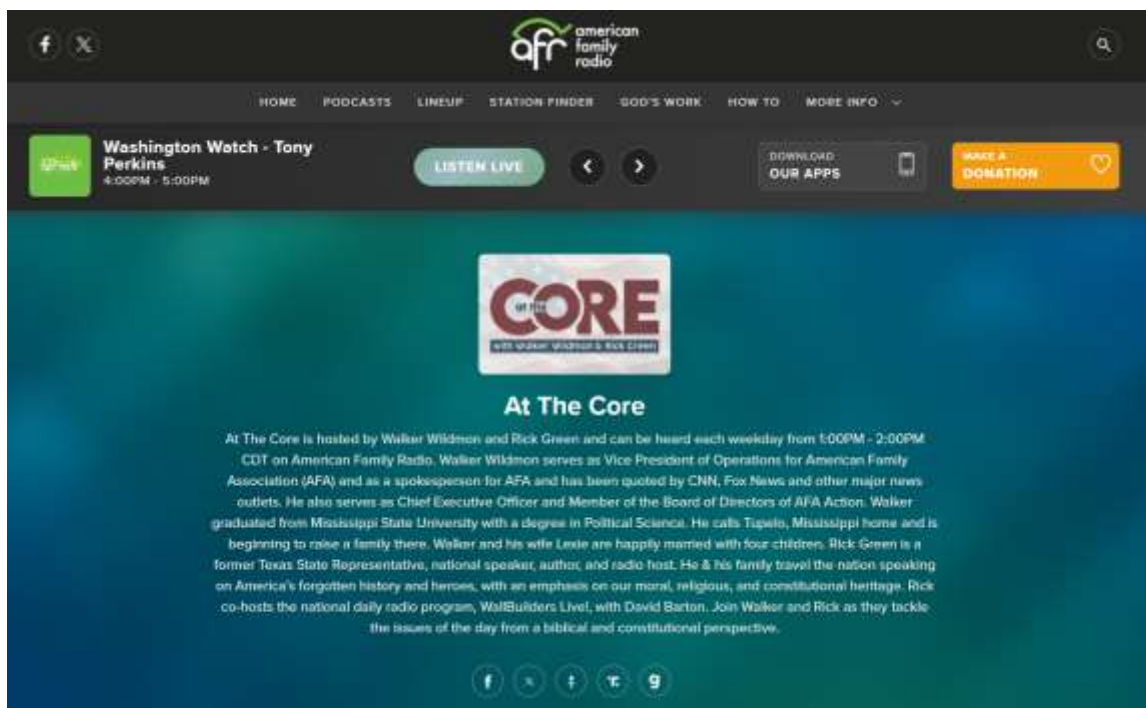 american
family
radio
afr
HOME PODCASTS LINEUP STATION FINDER GOD'S WORK HOW TO MORE INFO
Washington Watch - Tony
Perkins
4:00PM - 5:00PM
LISTEN LIVE
DOWNLOAD
OUR APPS
MAKE A
DONATION
at the
CORE
with Walker Wildmon & Rick Green
At The Core
At The Core is hosted by Walker Wildmon and Rick Green and can be heard each weekday from 1:00PM - 2:00PM
CDT on American Family Radio. Walker Wildmon serves as Vice President of Operations for American Family
Association (AFA) and as a spokesperson for AFA and has been quoted by CNN, Fox News and other major news
outlets. He also serves as Chief Executive Officer and Member of the Board of Directors of AFA Action. Walker
graduated from Mississippi State University with a degree in Political Science. He calls Tupelo, Mississippi home and is
beginning to raise a family there. Walker and his wife Lexie are happily married with four children. Rick Green is a
former Texas State Representative, national speaker, author, and radio host. He & his family travel the nation speaking
on America's forgotten history and heroes, with an emphasis on our moral, religious, and constitutional heritage. Rick
co-hosts the national daily radio program, WallBuilders Live!, with David Barton. Join Walker and Rick as they tackle
the issues of the day from a biblical and constitutional perspective.